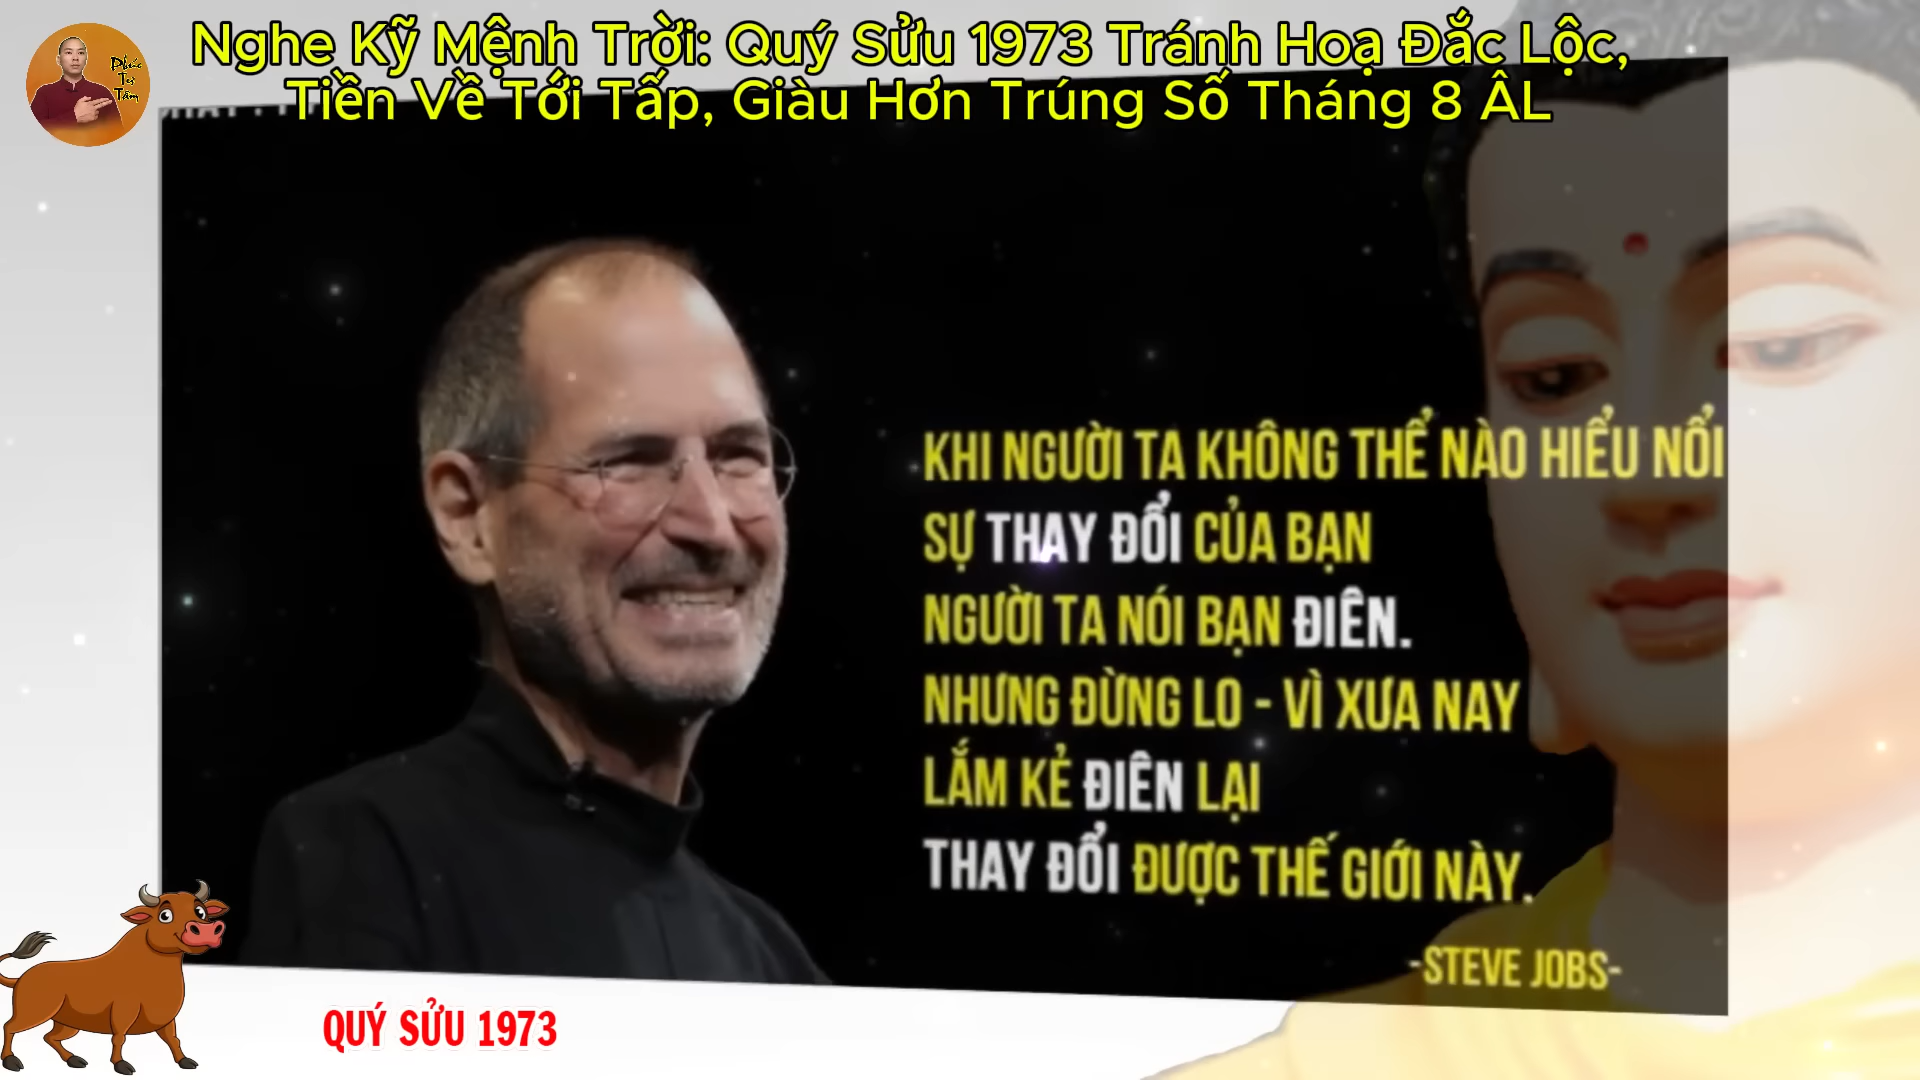 Nghe Kỹ Mệnh Trời: Quý Sửu 1973 Tránh Hoạ Đắc Lộc,
Tiền Về Tới Tấp, Giàu Hơn Trúng Số Tháng 8 ÂL
Phúc
Tại
Tâm
KHI NGƯỜI TA KHÔNG THỂ NÀO HIỂU NỔI
SỰ THAY ĐỔI CỦA BẠN
NGƯỜI TA NÓI BẠN ĐIÊN.
NHƯNG ĐỪNG LO - VÌ XƯA NAY
LẮM KẺ ĐIÊN LẠI
THAY ĐỔI ĐƯỢC THẾ GIỚI NÀY.
-STEVE JOBS-
QUÝ SỬU 1973